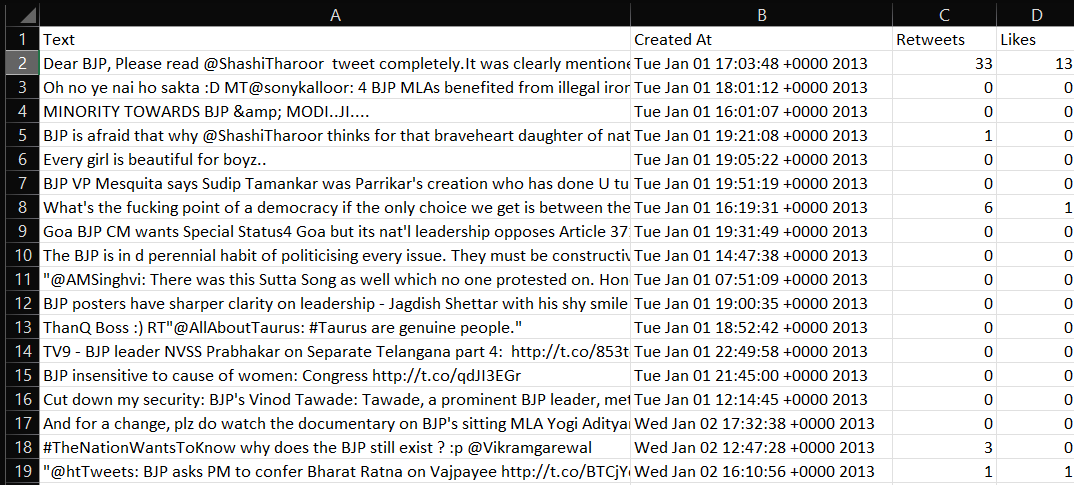 A B C D
1 Text Created At Retweets Likes
2 Dear BJP, Please read @ShashiTharoor  tweet completely.It was clearly mentione Tue Jan 01 17:03:48 +0000 2013 33 13
3 Oh no ye nai ho sakta :D MT@sonykalloor: 4 BJP MLAs benefited from illegal iror Tue Jan 01 18:01:12 +0000 2013 0 0
4 MINORITY TOWARDS BJP &amp; MODI..JI.... Tue Jan 01 16:01:07 +0000 2013 0 0
5 BJP is afraid that why @ShashiTharoor thinks for that braveheart daughter of nat Tue Jan 01 19:21:08 +0000 2013 1 0
6 Every girl is beautiful for boyz.. Tue Jan 01 19:05:22 +0000 2013 0 0
7 BJP VP Mesquita says Sudip Tamankar was Parrikar's creation who has done U tu Tue Jan 01 19:51:19 +0000 2013 0 0
8 What's the fucking point of a democracy if the only choice we get is between the Tue Jan 01 16:19:31 +0000 2013 6 1
9 Goa BJP CM wants Special Status4 Goa but its nat'l leadership opposes Article 37 Tue Jan 01 19:31:49 +0000 2013 0 0
10 The BJP is in d perennial habit of politicising every issue. They must be constructiv Tue Jan 01 14:47:38 +0000 2013 0 0
11 "@AMSinghvi: There was this Sutta Song as well which no one protested on. Hon Tue Jan 01 07:51:09 +0000 2013 0 0
12 BJP posters have sharper clarity on leadership - Jagdish Shettar with his shy smile Tue Jan 01 19:00:35 +0000 2013 0 0
13 ThanQ Boss :) RT"@AllAboutTaurus: #Taurus are genuine people." Tue Jan 01 18:52:42 +0000 2013 0 0
14 TV9 - BJP leader NVSS Prabhakar on Separate Telangana part 4:  http://t.co/853t Tue Jan 01 22:49:58 +0000 2013 0 0
15 BJP insensitive to cause of women: Congress http://t.co/qdJI3EGr Tue Jan 01 21:45:00 +0000 2013 0 0
16 Cut down my security: BJP's Vinod Tawade: Tawade, a prominent BJP leader, met Tue Jan 01 12:14:45 +0000 2013 0 0
17 And for a change, plz do watch the documentary on BJP's sitting MLA Yogi Adityar Wed Jan 02 17:32:38 +0000 2013 0 0
18 #TheNationWantsToKnow why does the BJP still exist ? :p @Vikramgarewal Wed Jan 02 12:47:28 +0000 2013 3 0
19 "@htTweets: BJP asks PM to confer Bharat Ratna on Vajpayee http://t.co/BTCjY Wed Jan 02 16:10:56 +0000 2013 1 1